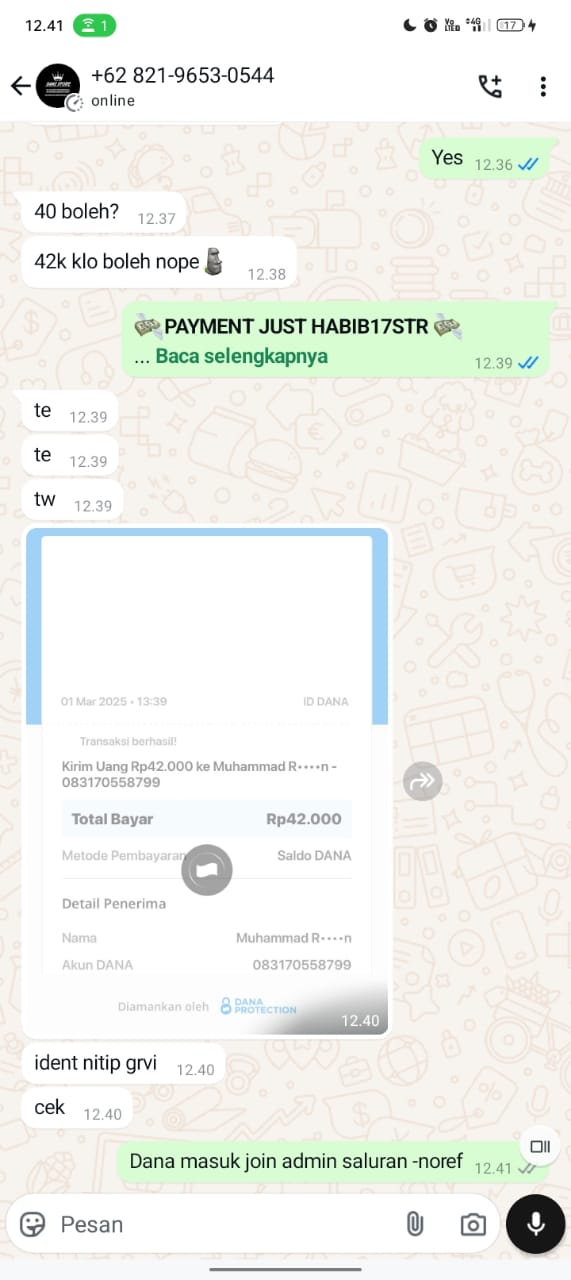 12.41
1
17
+62 821-9653-0544
online
Yes 12.36
40 boleh? 12.37
42k klo boleh nope🗿 12.38
💸PAYMENT JUST HABIB17STR 💸
... Baca selengkapnya 12.39
te 12.39
te 12.39
tw 12.39
01 Mar 2025 • 13:39 ID DANA
Transaksi berhasil!
Kirim Uang Rp42.000 ke Muhammad R••••n -
083170558799
Total Bayar Rp42.000
Metode Pembayaran Saldo DANA
Detail Penerima
Nama Muhammad R••••n
Akun DANA 083170558799
Diamankan oleh DANA
PROTECTION
12.40
ident nitip grvi 12.40
cek 12.40
Dana masuk join admin saluran -noref 12.41
Pesan